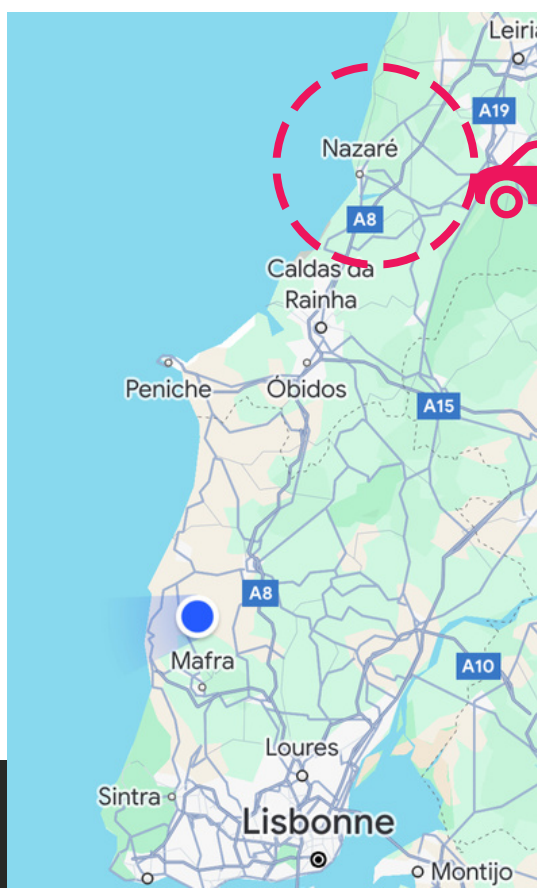 Leiria
A19
Nazaré
A8
Caldas da
Rainha
Peniche
Óbidos
A15
A8
Mafra
A10
Loures
Sintra
Lisbonne
Montijo